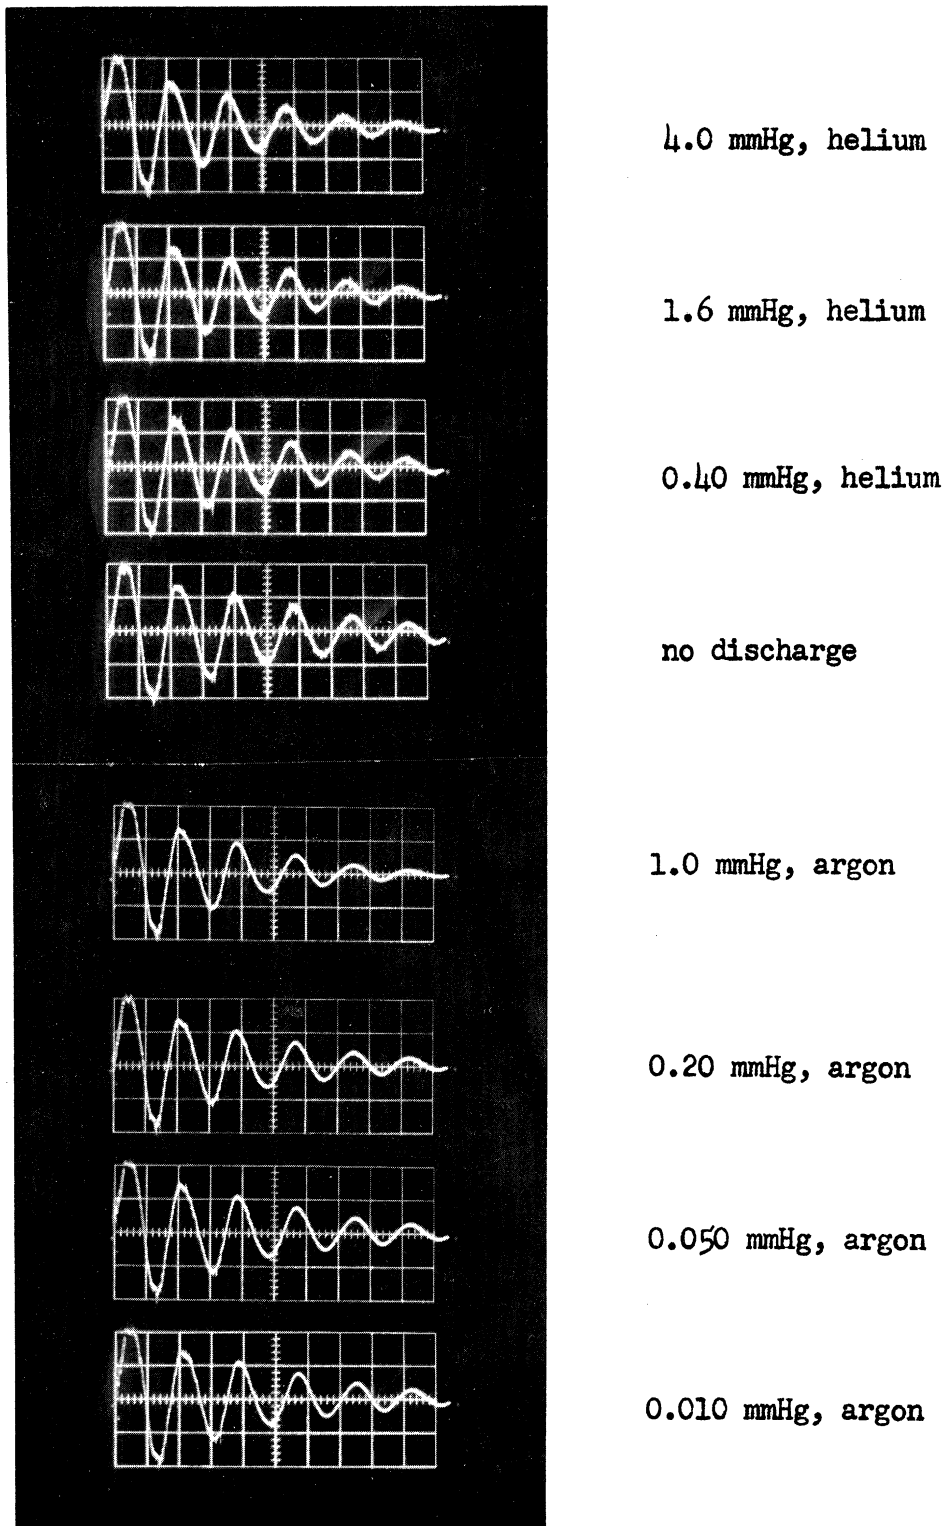 4.0 mmHg, helium
1.6 mmHg, helium
0.40 mmHg, helium
no discharge
1.0 mmHg, argon
0.20 mmHg, argon
0.050 mmHg, argon
0.010 mmHg, argon